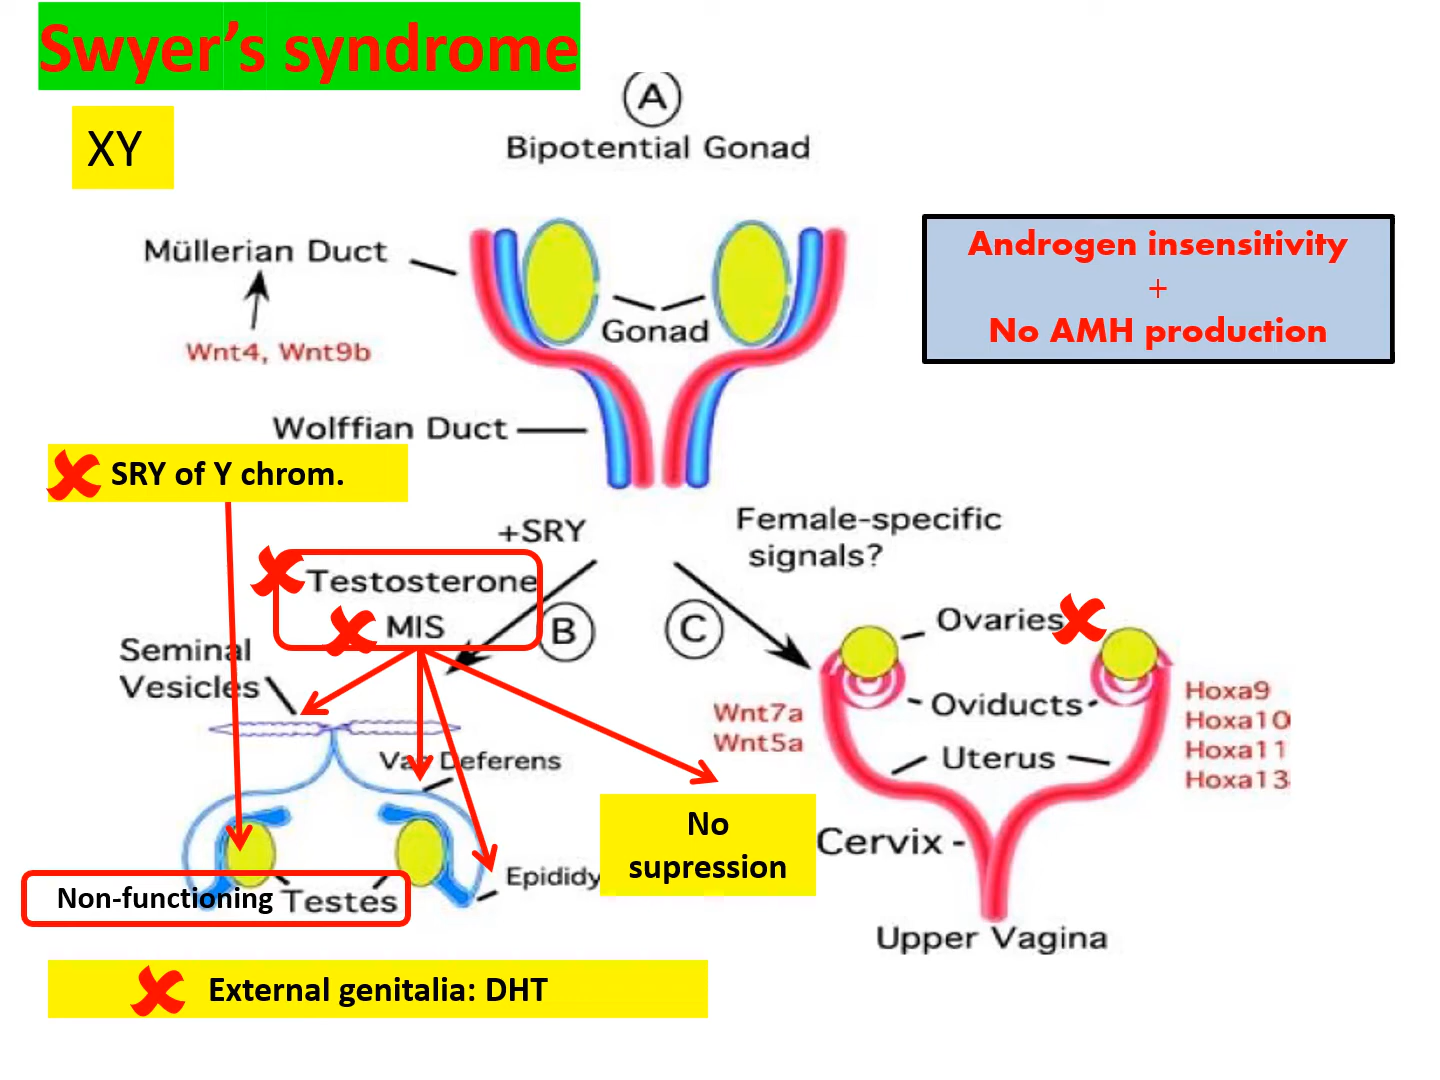 Swyer’s syndrome
XY
A
Bipotential Gonad
Müllerian Duct
Gonad
Wnt4, Wnt9b
Androgen insensitivity
+
No AMH production
Wolffian Duct
SRY of Y chrom.
+SRY
Female-specific
signals?
Testosterone
MIS
B
C
Ovaries
Seminal
Vesicles
Wnt7a
Wnt5a
Oviducts
Hoxa9
Hoxa10
Hoxa11
Hoxa13
Uterus
Vas Deferens
No
supression
Cervix
Epididy
Non-functioning Testes
Upper Vagina
External genitalia: DHT